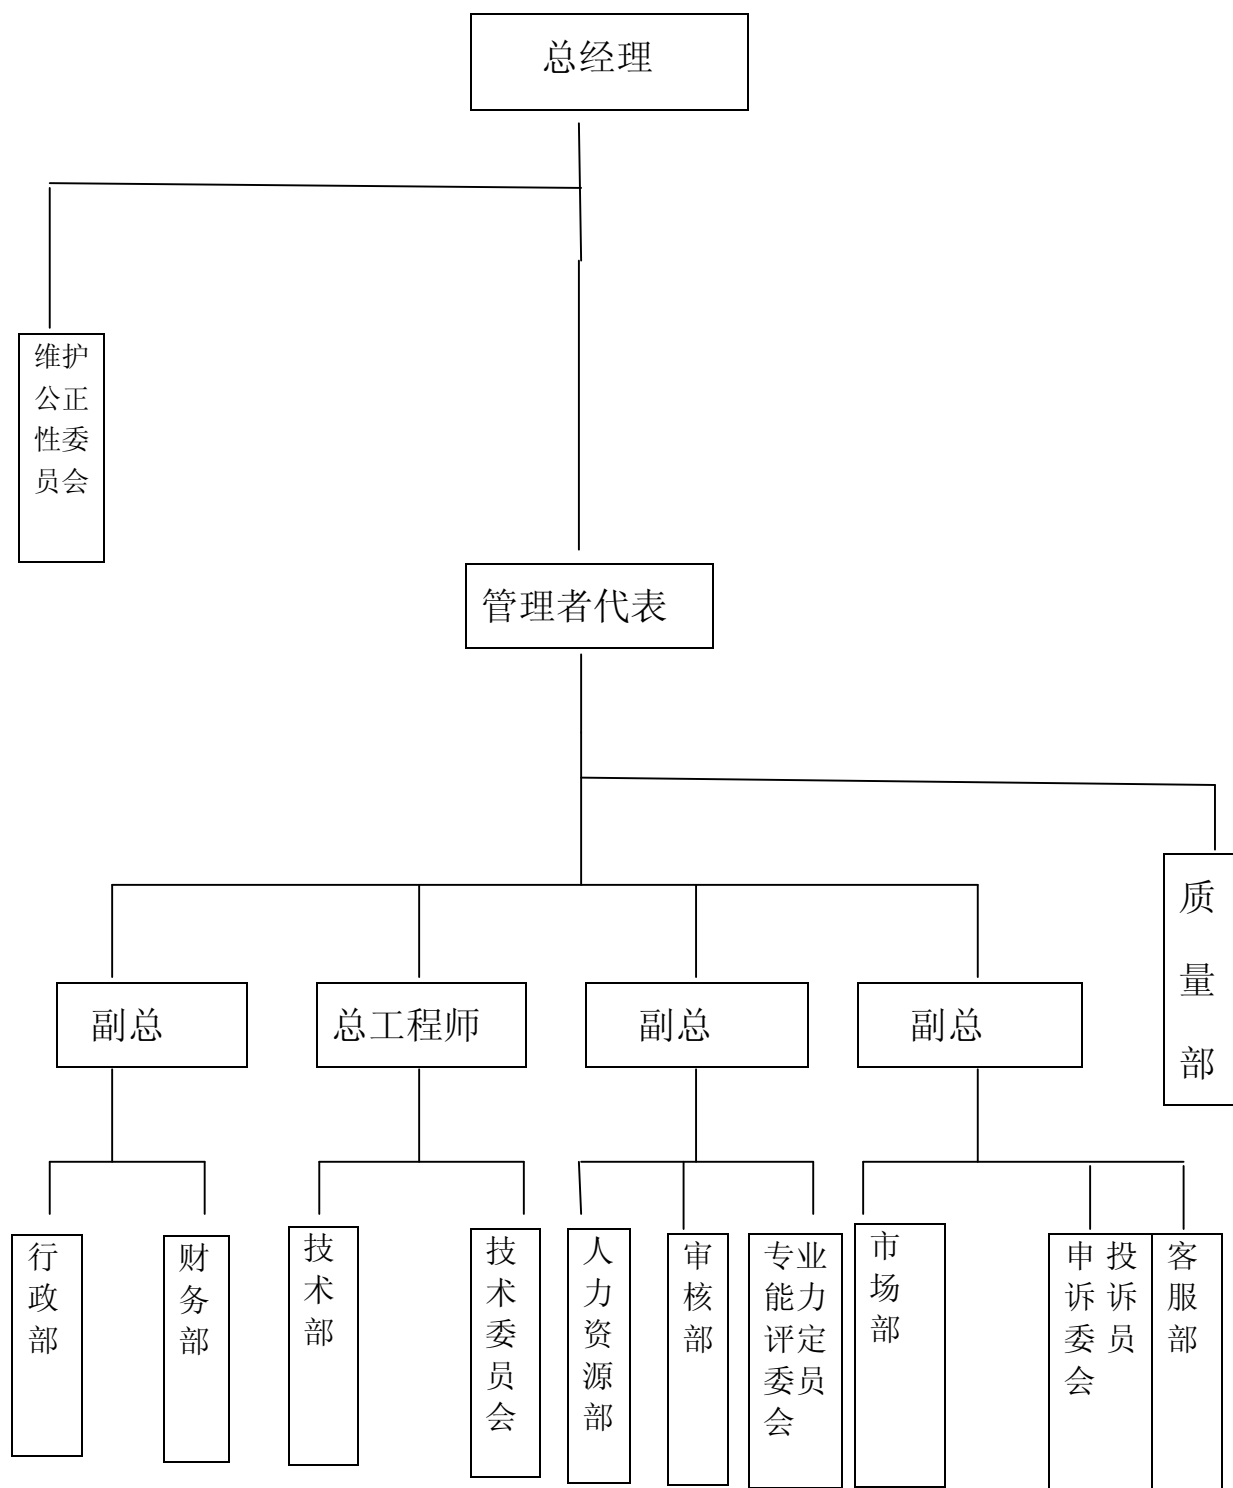 总经理
维护
公正
性委
员会
管理者代表
质
量
部
副总
总工程师
副总
副总
行
政
部
财
务
部
技
术
部
技
术
委
员
会
人
力
资
源
部
审
核
部
专业
能力
评定
委员
会
市
场
部
申投
诉诉
委员
会
客
服
部